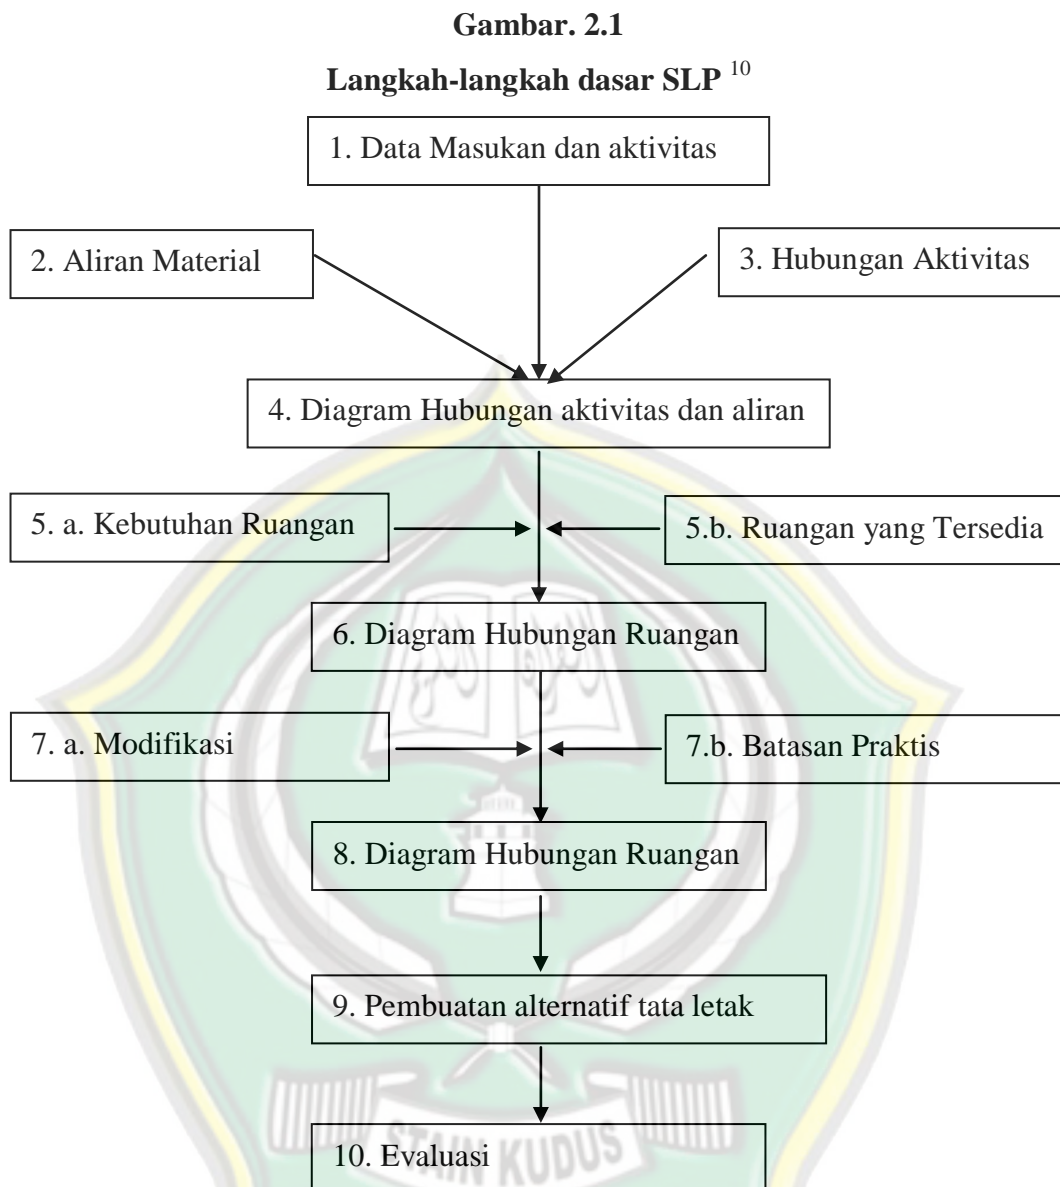 Gambar. 2.1
Langkah-langkah dasar SLP 10
1. Data Masukan dan aktivitas
2. Aliran Material
3. Hubungan Aktivitas
4. Diagram Hubungan aktivitas dan aliran
5. a. Kebutuhan Ruangan
5.b. Ruangan yang Tersedia
6. Diagram Hubungan Ruangan
7. a. Modifikasi
7.b. Batasan Praktis
8. Diagram Hubungan Ruangan
9. Pembuatan alternatif tata letak
10. Evaluasi
STAIN KUDUS